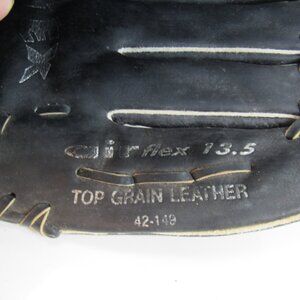 airflex 13.5
TOP GRAIN LEATHER
42-149